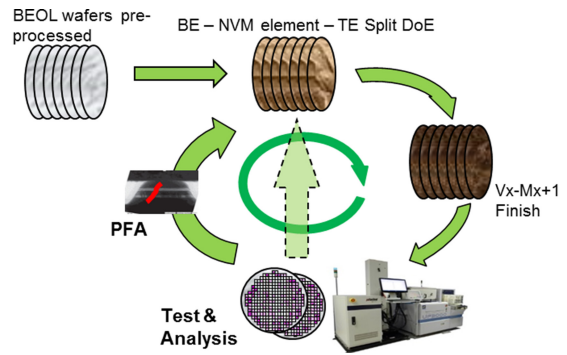 BEOL wafers pre-
processed
BE – NVM element – TE Split DoE
Vx-Mx+1
Finish
PFA
Test &
Analysis